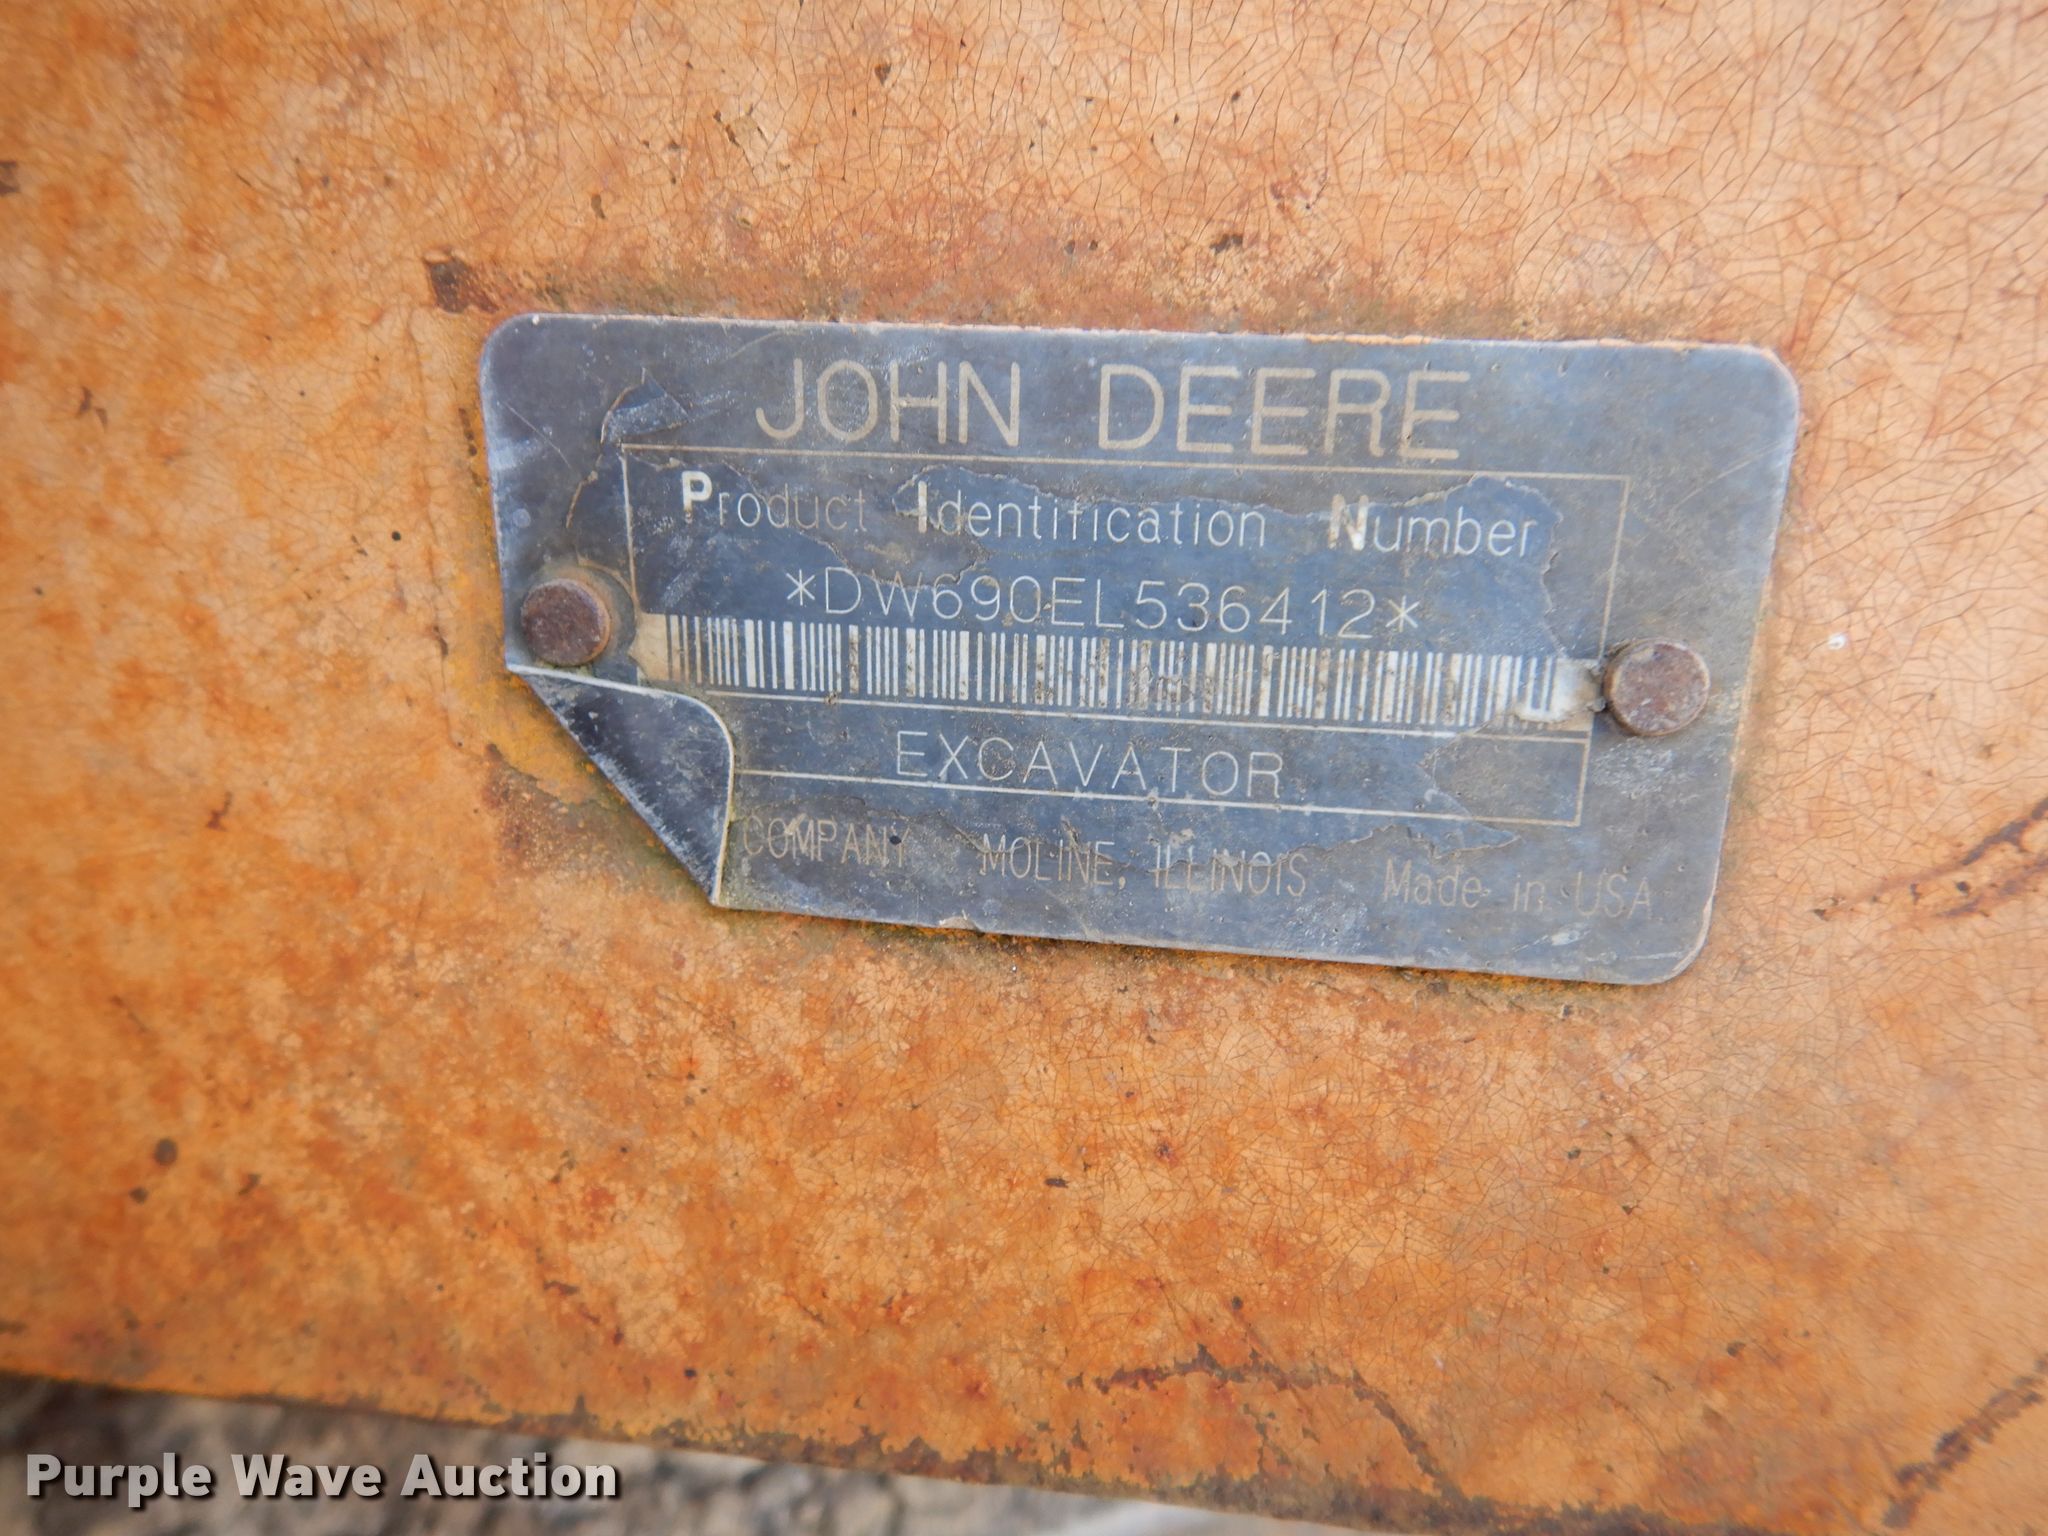 JOHN DEERE
Product Identification Number
*DW690EL536412*
EXCAVATOR
COMPANY MOLINE, ILLINOIS Made in USA
Purple Wave Auction